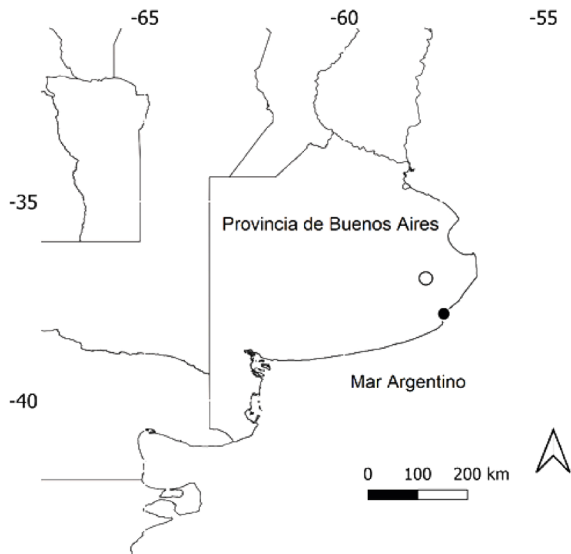 -65 -60 -55
-35
Provincia de Buenos Aires
Mar Argentino
-40
0 100 200 km